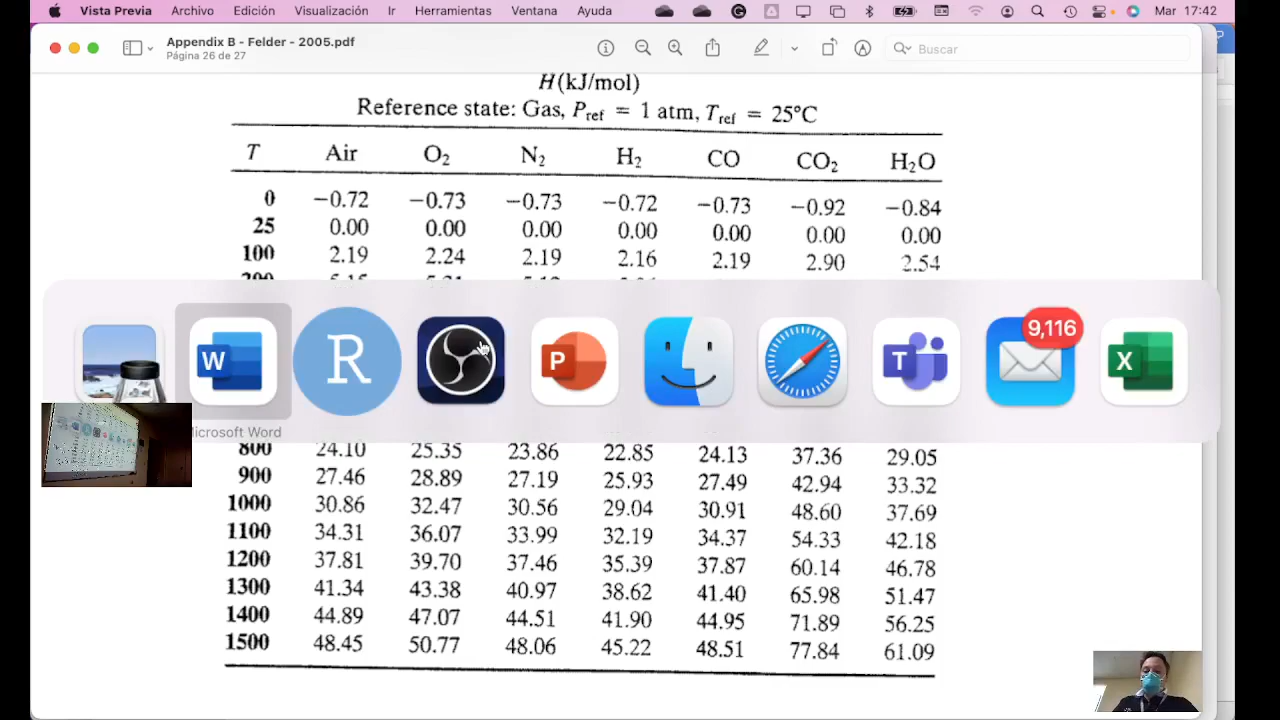 Vista Previa Archivo Edición Visualización Ir Herramientas Ventana Ayuda Mar 17:42
Appendix B - Felder - 2005.pdf
Página 26 de 27
Buscar
H(kJ/mol)
Reference state: Gas, Pref = 1 atm, Tref = 25°C
T Air O2 N2 H2 CO CO2 H2O
0 −0.72 −0.73 −0.73 −0.72 −0.73 −0.92 −0.84
25 0.00 0.00 0.00 0.00 0.00 0.00 0.00
100 2.19 2.24 2.19 2.16 2.19 2.90 2.54
W R P T 9,116 X
Microsoft Word
800 24.10 25.35 23.86 22.85 24.13 37.36 29.05
900 27.46 28.89 27.19 25.93 27.49 42.94 33.32
1000 30.86 32.47 30.56 29.04 30.91 48.60 37.69
1100 34.31 36.07 33.99 32.19 34.37 54.33 42.18
1200 37.81 39.70 37.46 35.39 37.87 60.14 46.78
1300 41.34 43.38 40.97 38.62 41.40 65.98 51.47
1400 44.89 47.07 44.51 41.90 44.95 71.89 56.25
1500 48.45 50.77 48.06 45.22 48.51 77.84 61.09